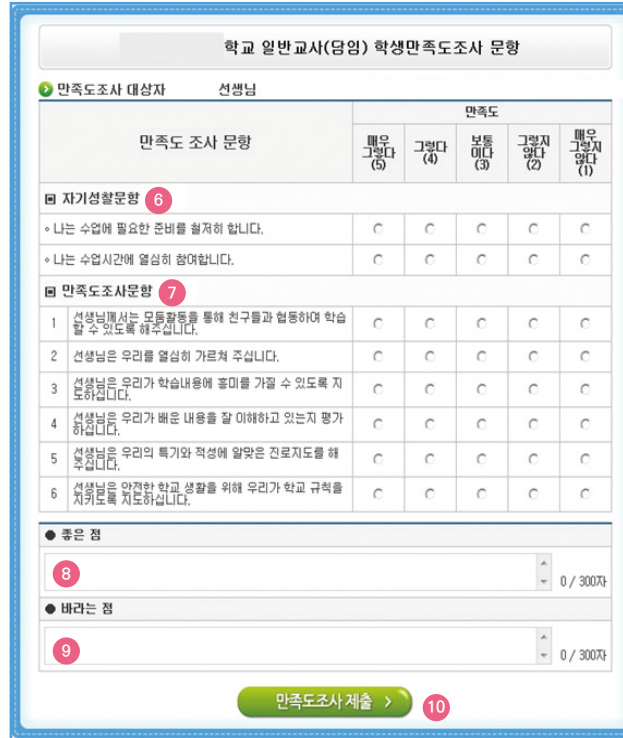 학교 일반교사(담임) 학생만족도조사 문항
만족도조사 대상자 선생님
만족도 조사 문항
만족도
매우
그렇다
(5)
그렇다
(4)
보통
이다
(3)
그렇지
않다
(2)
매우
그렇지
않다
(1)
자기성찰문항 6
나는 수업에 필요한 준비를 철저히 합니다.
나는 수업시간에 열심히 참여합니다.
만족도조사문항 7
1 선생님께서는 모둠활동을 통해 친구들과 협동하여 학습
할 수 있도록 해주십니다.
2 선생님은 우리를 열심히 가르쳐 주십니다.
3 선생님은 우리가 학습내용에 흥미를 가질 수 있도록 지
도하십니다.
4 선생님은 우리가 배운 내용을 잘 이해하고 있는지 평가
하십니다.
5 선생님은 우리의 특기와 적성에 알맞은 진로지도를 해
주십니다.
6 선생님은 안전한 학교 생활을 위해 우리가 학교 규칙을
지키도록 지도하십니다.
좋은 점
8
0 / 300자
바라는 점
9
0 / 300자
만족도조사 제출 > 10